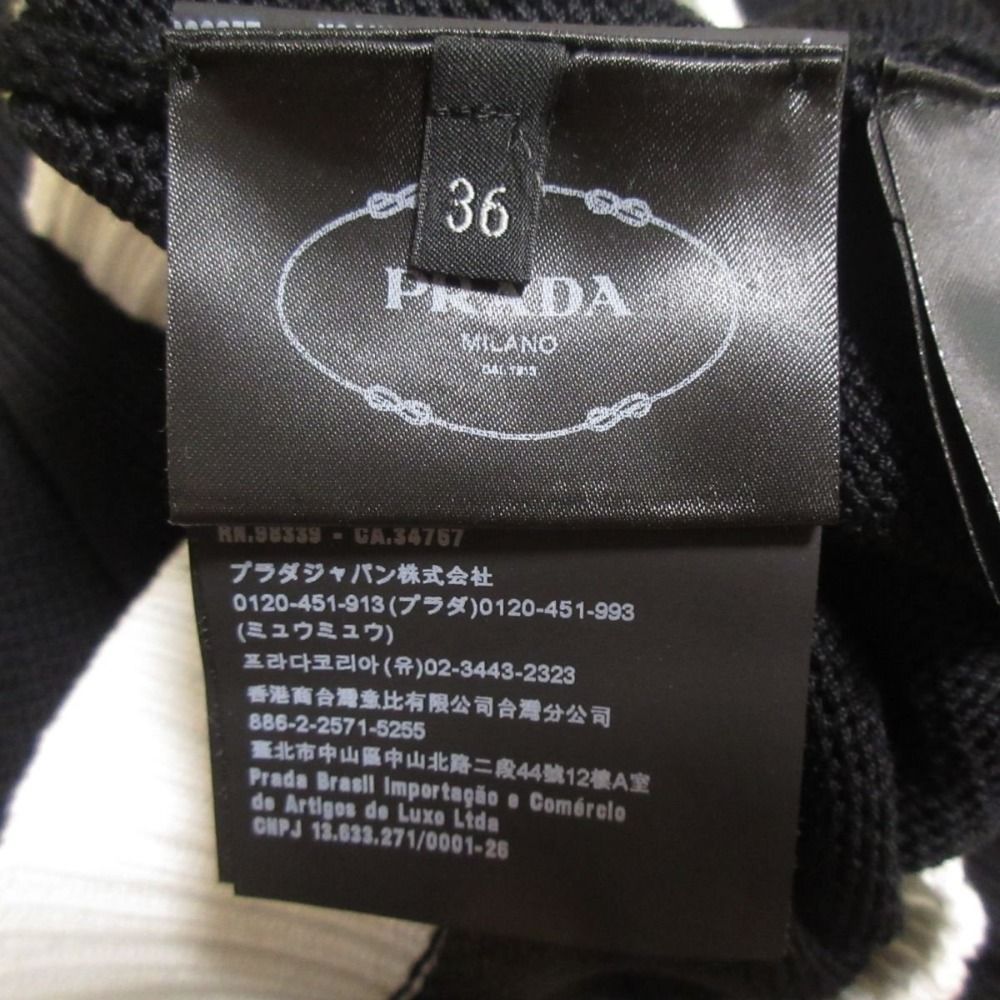 36
PRADA
MILANO
DAL 1913
RN.98339 - CA.34767
プラダジャパン株式会社
0120-451-913(プラダ)0120-451-993
(ミュウミュウ)
프라다코리아(유)02-3443-2323
香港商台灣普比有限公司台灣分公司
886-2-2571-5255
臺北市中山區中山北路二段44號12樓A室
Prada Brasil Importação e Comércio
de Artigos de Luxo Ltda
CNPJ 13.633.271/0001-26